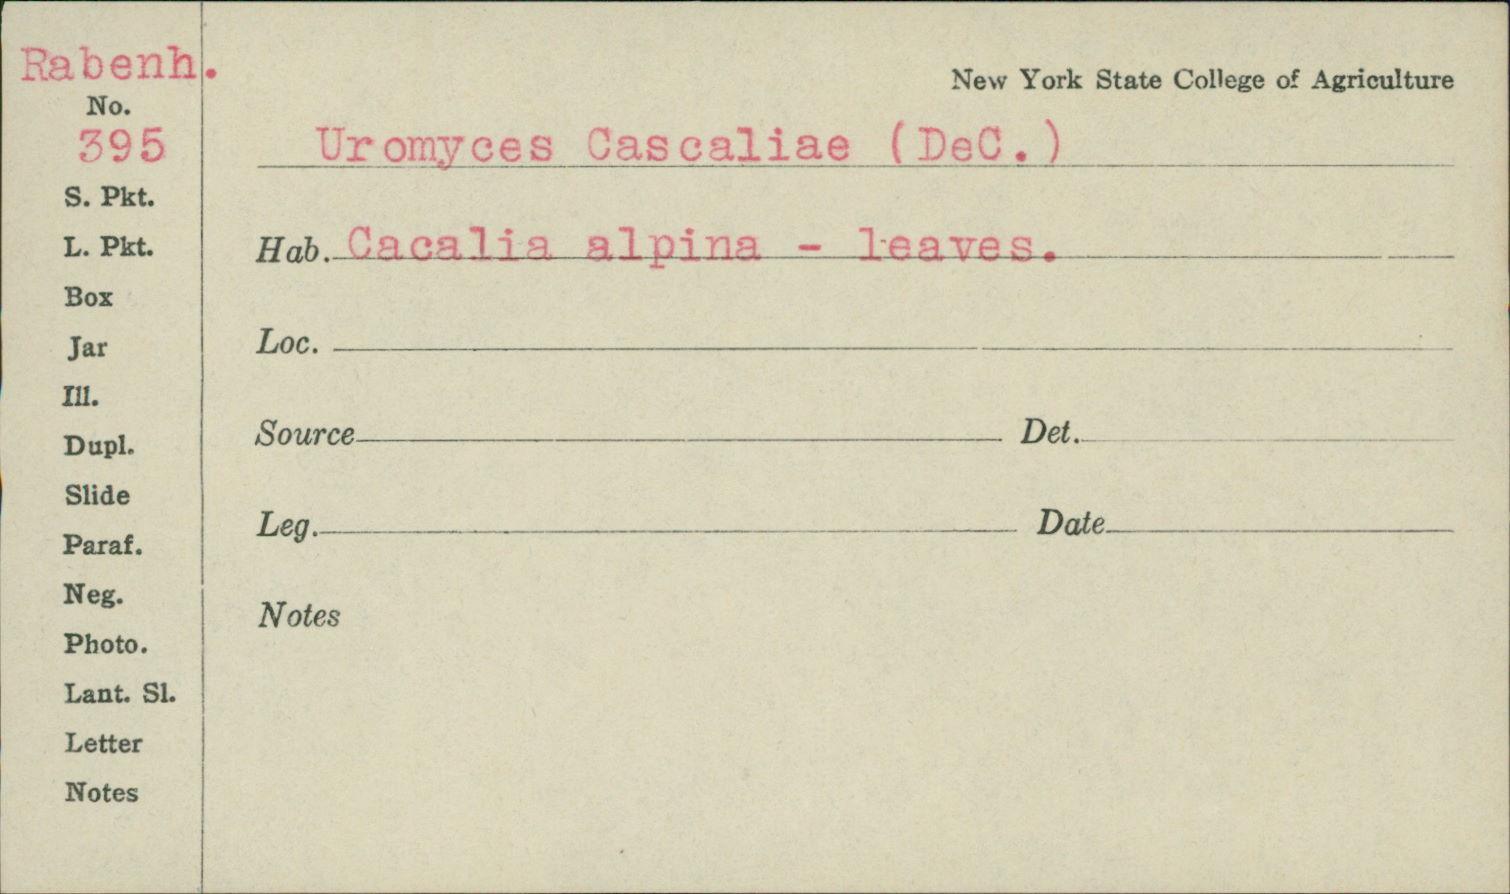 Rabenh.
No.
395
S. Pkt.
L. Pkt.
Box
Jar
Ill.
Dupl.
Slide
Paraf.
Neg.
Photo.
Lant. Sl.
Letter
Notes
New York State College of Agriculture
Uromyces Cascaliae (DeC.)
Hab. Cacalia alpina - leaves.
Loc.
Source Det.
Leg. Date
Notes